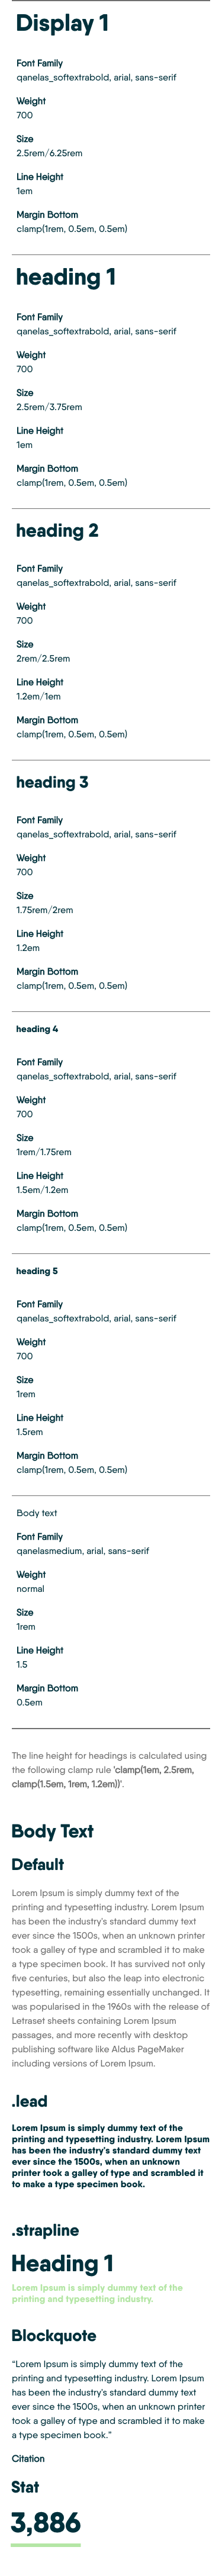 Display 1
Font Family
qanelas_softextrabold, arial, sans-serif
Weight
700
Size
2.5rem/6.25rem
Line Height
1em
Margin Bottom
clamp(1rem, 0.5em, 0.5em)
heading 1
Font Family
qanelas_softextrabold, arial, sans-serif
Weight
700
Size
2.5rem/3.75rem
Line Height
1em
Margin Bottom
clamp(1rem, 0.5em, 0.5em)
heading 2
Font Family
qanelas_softextrabold, arial, sans-serif
Weight
700
Size
2rem/2.5rem
Line Height
1.2em/1em
Margin Bottom
clamp(1rem, 0.5em, 0.5em)
heading 3
Font Family
qanelas_softextrabold, arial, sans-serif
Weight
700
Size
1.75rem/2rem
Line Height
1.2em
Margin Bottom
clamp(1rem, 0.5em, 0.5em)
heading 4
Font Family
qanelas_softextrabold, arial, sans-serif
Weight
700
Size
1rem/1.75rem
Line Height
1.5em/1.2em
Margin Bottom
clamp(1rem, 0.5em, 0.5em)
heading 5
Font Family
qanelas_softextrabold, arial, sans-serif
Weight
700
Size
1rem
Line Height
1.5rem
Margin Bottom
clamp(1rem, 0.5em, 0.5em)
Body text
Font Family
qanelasmedium, arial, sans-serif
Weight
normal
Size
1rem
Line Height
1.5
Margin Bottom
0.5em
The line height for headings is calculated using
the following clamp rule 'clamp(1em, 2.5rem,
clamp(1.5em, 1rem, 1.2em))'.
Body Text
Default
Lorem Ipsum is simply dummy text of the
printing and typesetting industry. Lorem Ipsum
has been the industry's standard dummy text
ever since the 1500s, when an unknown printer
took a galley of type and scrambled it to make
a type specimen book. It has survived not only
five centuries, but also the leap into electronic
typesetting, remaining essentially unchanged. It
was popularised in the 1960s with the release of
Letraset sheets containing Lorem Ipsum
passages, and more recently with desktop
publishing software like Aldus PageMaker
including versions of Lorem Ipsum.
.lead
Lorem Ipsum is simply dummy text of the
printing and typesetting industry. Lorem Ipsum
has been the industry's standard dummy text
ever since the 1500s, when an unknown
printer took a galley of type and scrambled it
to make a type specimen book.
.strapline
Heading 1
Lorem Ipsum is simply dummy text of the
printing and typesetting industry.
Blockquote
"Lorem Ipsum is simply dummy text of the
printing and typesetting industry. Lorem Ipsum
has been the industry's standard dummy text
ever since the 1500s, when an unknown printer
took a galley of type and scrambled it to make
a type specimen book."
Citation
Stat
3,886